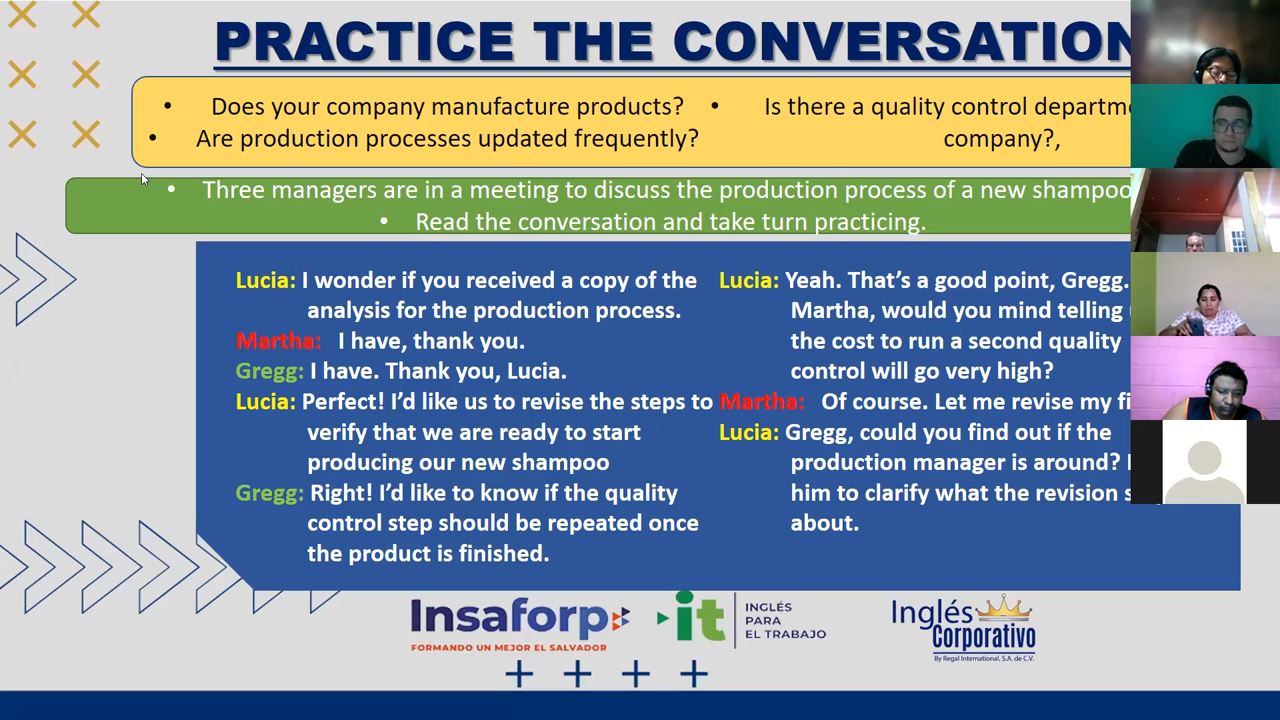 PRACTICE THE CONVERSATION
• Does your company manufacture products?
• Are production processes updated frequently?
• Is there a quality control
company?,
• Three managers are in a meeting to discuss the production process of a new shampoo
• Read the conversation and take turn practicing.
Lucia: I wonder if you received a copy of the
analysis for the production process.
Martha: I have, thank you.
Gregg: I have. Thank you, Lucia.
Lucia: Perfect! I'd like us to revise the steps to
verify that we are ready to start
producing our new shampoo
Gregg: Right! I'd like to know if the quality
control step should be repeated once
the product is finished.
Lucia: Yeah. That's a good point, Gregg.
Martha, would you mind telling
the cost to run a second quality
control will go very high?
Martha: Of course. Let me revise my
Lucia: Gregg, could you find out if the
production manager is around?
him to clarify what the revision
about.
Insaforp
FORMANDO UN MEJOR EL SALVADOR
it
INGLÉS
PARA
EL TRABAJO
Inglés
Corporativo
By Regal International, S.A. de C.V.